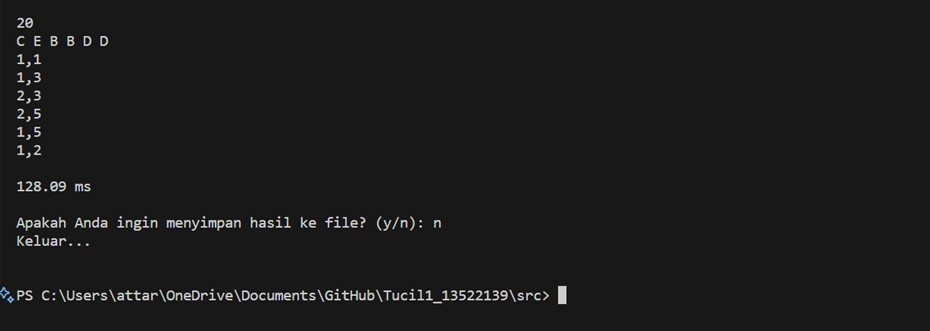 20
C E B B D D
1,1
1,3
2,3
2,5
1,5
1,2
128.09 ms
Apakah Anda ingin menyimpan hasil ke file? (y/n): n
Keluar...
PS C:\Users\attar\OneDrive\Documents\GitHub\Tucil1_13522139\src>